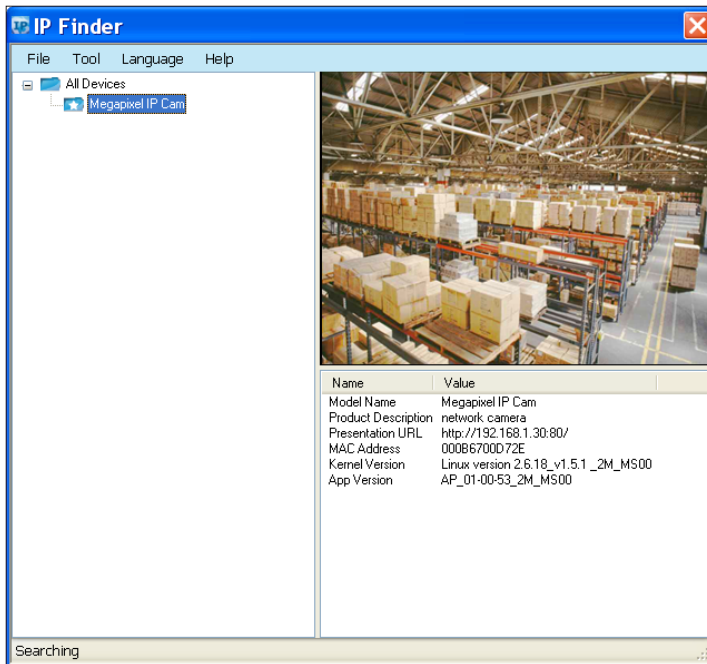 IP Finder
File Tool Language Help
All Devices
Megapixel IP Cam
Name Value
Model Name Megapixel IP Cam
Product Description network camera
Presentation URL http://192.168.1.30:80/
MAC Address 000B6700D72E
Kernel Version Linux version 2.6.18_v1.5.1 _2M_MS00
App Version AP_01-00-53_2M_MS00
Searching